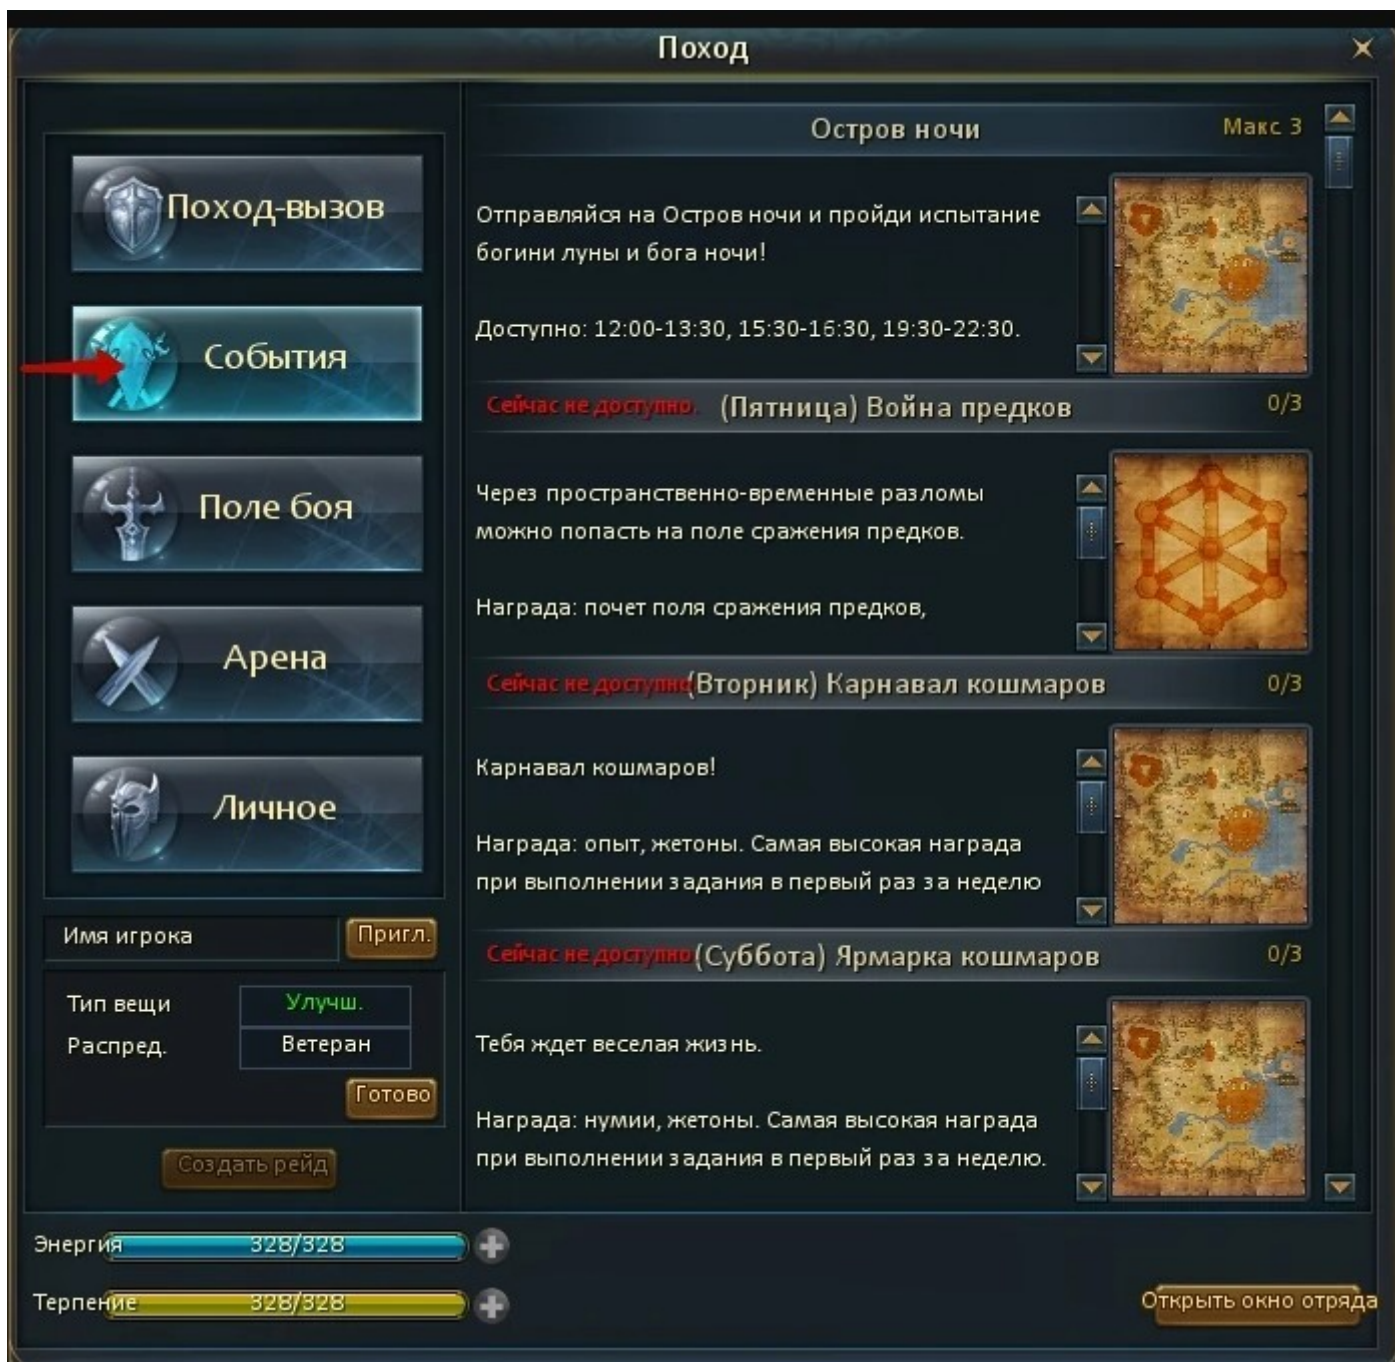 Поход
Поход-вызов
События
Поле боя
Арена
Личное
Имя игрока
Пригл.
Тип вещи
Улучш.
Распред.
Ветеран
Готово
Создать рейд
Остров ночи
Макс 3
Отправляйся на Остров ночи и пройди испытание
богини луны и бога ночи!
Доступно: 12:00-13:30, 15:30-16:30, 19:30-22:30.
Сейчас не доступно. (Пятница) Война предков
0/3
Через пространственно-временные разломы
можно попасть на поле сражения предков.
Награда: почет поля сражения предков,
Сейчас не доступно (Вторник) Карнавал кошмаров
0/3
Карнавал кошмаров!
Награда: опыт, жетоны. Самая высокая награда
при выполнении задания в первый раз за неделю
Сейчас не доступно (Суббота) Ярмарка кошмаров
0/3
Тебя ждет веселая жизнь.
Награда: нумии, жетоны. Самая высокая награда
при выполнении задания в первый раз за неделю.
Энергия 328/328
Терпение 328/328
Открыть окно отряда